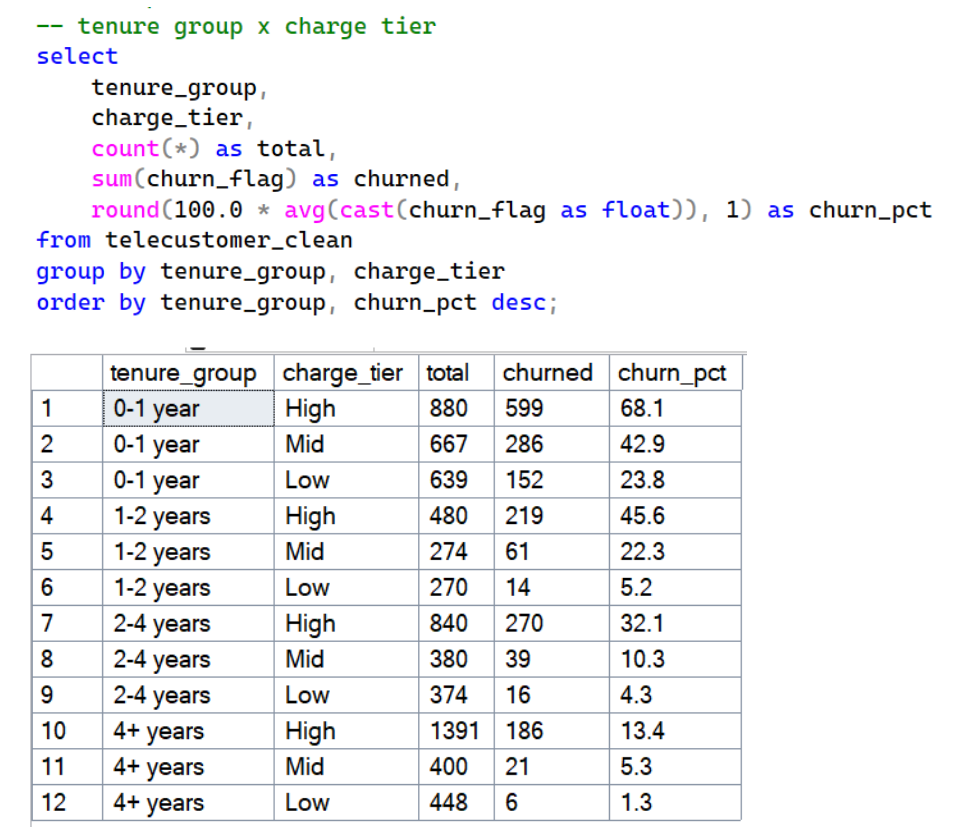 -- tenure group x charge tier
select
tenure_group,
charge_tier,
count(*) as total,
sum(churn_flag) as churned,
round(100.0 * avg(cast(churn_flag as float)), 1) as churn_pct
from telecustomer_clean
group by tenure_group, charge_tier
order by tenure_group, churn_pct desc;
tenure_group charge_tier total churned churn_pct
1 0-1 year High 880 599 68.1
2 0-1 year Mid 667 286 42.9
3 0-1 year Low 639 152 23.8
4 1-2 years High 480 219 45.6
5 1-2 years Mid 274 61 22.3
6 1-2 years Low 270 14 5.2
7 2-4 years High 840 270 32.1
8 2-4 years Mid 380 39 10.3
9 2-4 years Low 374 16 4.3
10 4+ years High 1391 186 13.4
11 4+ years Mid 400 21 5.3
12 4+ years Low 448 6 1.3